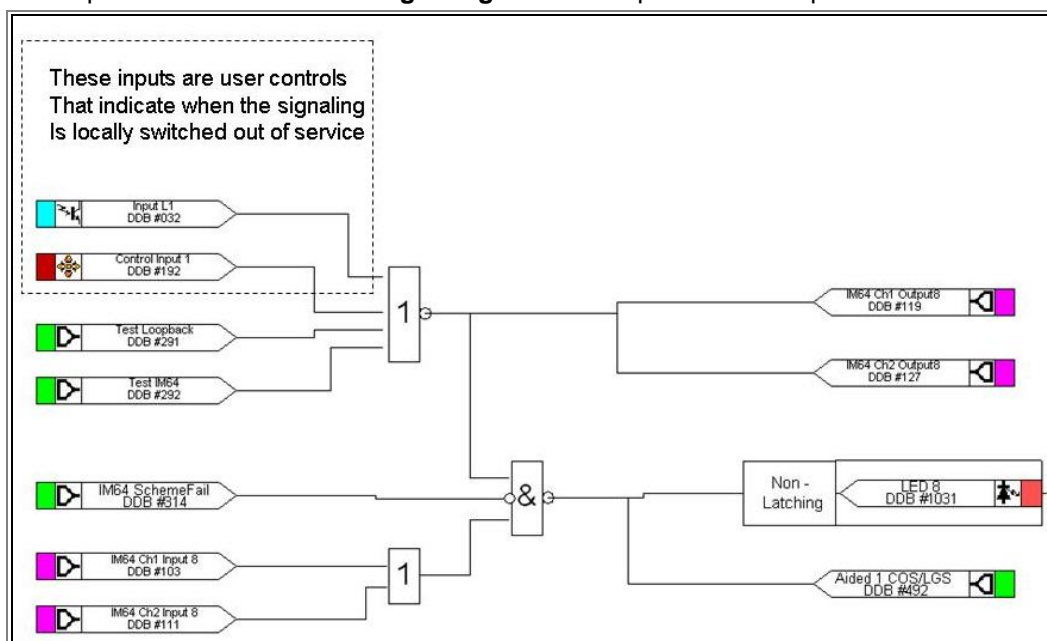 These inputs are user controls
That indicate when the signaling
Is locally switched out of service
Input L1
DDB #032
Control Input 1
DDB #192
Test Loopback
DDB #291
Test IM64
DDB #292
1
IM64 Ch1 Output8
DDB #119
IM64 Ch2 Output8
DDB #127
IM64 SchemeFail
DDB #314
&
Non -
Latching
LED 8
DDB #1031
IM64 Ch1 Input 8
DDB #103
1
IM64 Ch2 Input 8
DDB #111
Aided 1 COS/LGS
DDB #492